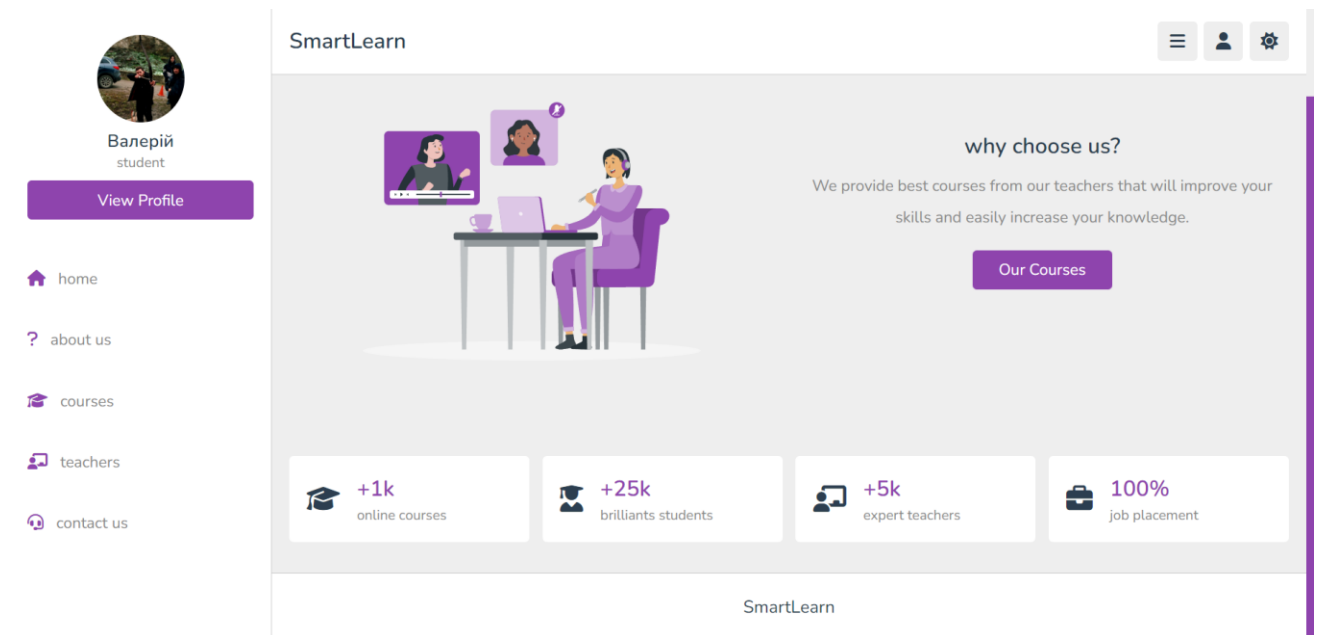 SmartLearn
Валерій
student
View Profile
home
? about us
courses
teachers
contact us
why choose us?
We provide best courses from our teachers that will improve your
skills and easily increase your knowledge.
Our Courses
+1k
online courses
+25k
brilliants students
+5k
expert teachers
100%
job placement
SmartLearn